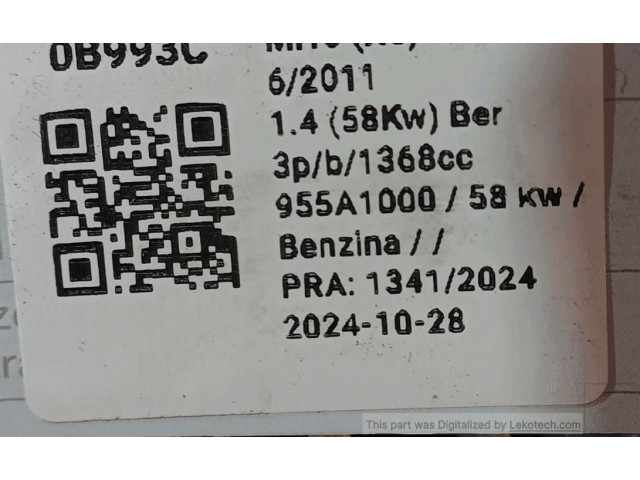 0B993C
6/2011
1.4 (58Kw) Ber
3p/b/1368cc
955A1000 / 58 KW /
Benzina / /
PRA: 1341/2024
2024-10-28
This part was Digitalized by Lekotech.com